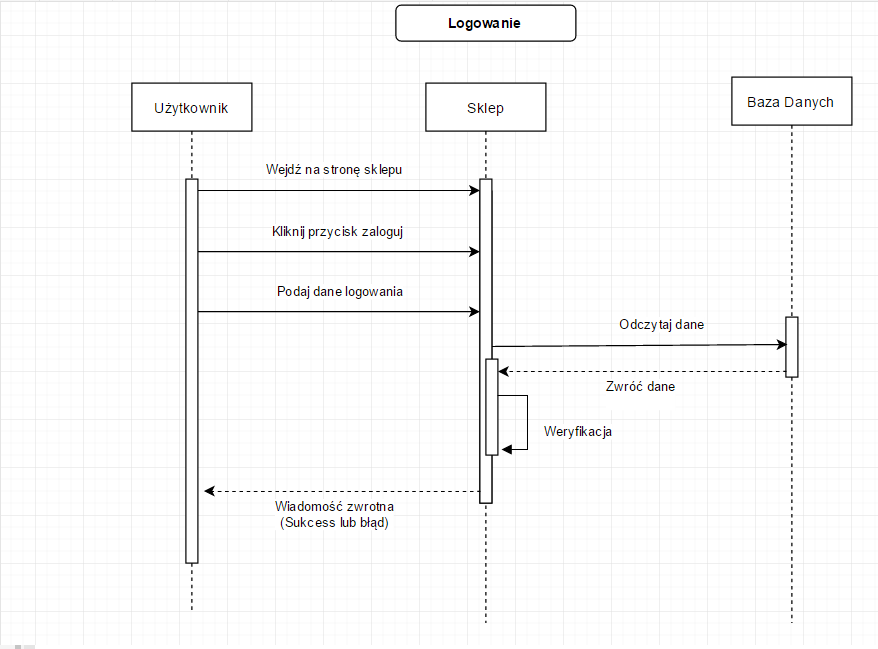 Logowanie
Użytkownik
Sklep
Baza Danych
Wejdź na stronę sklepu
Kliknij przycisk zaloguj
Podaj dane logowania
Odczytaj dane
Zwróć dane
Weryfikacja
Wiadomość zwrotna
(Sukcess lub błąd)